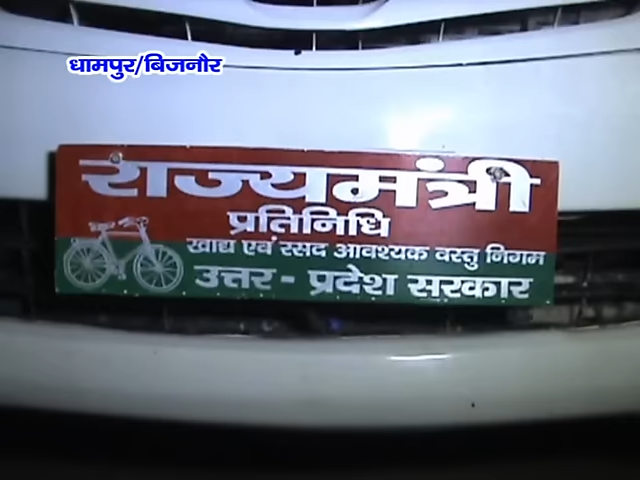 धामपुर/बिजनौर
राज्यमंत्री
प्रतिनिधि
खाद्य एवं रसद आवश्यक वस्तु निगम
उत्तर - प्रदेश सरकार